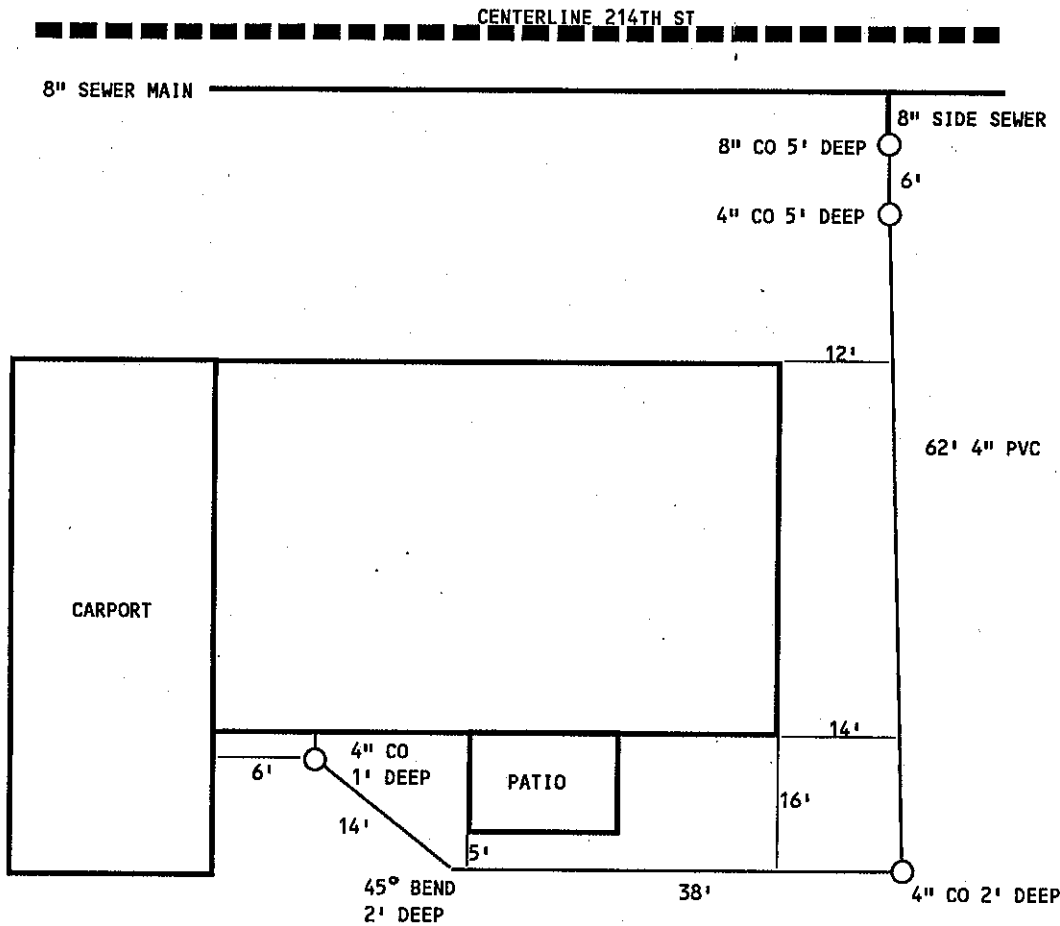 CENTERLINE 214TH ST
8" SEWER MAIN
8" SIDE SEWER
8" CO 5' DEEP
6'
4" CO 5' DEEP
12'
62' 4" PVC
CARPORT
14'
6'
4" CO
1' DEEP
PATIO
16'
14'
5'
45° BEND
2' DEEP
38'
4" CO 2' DEEP